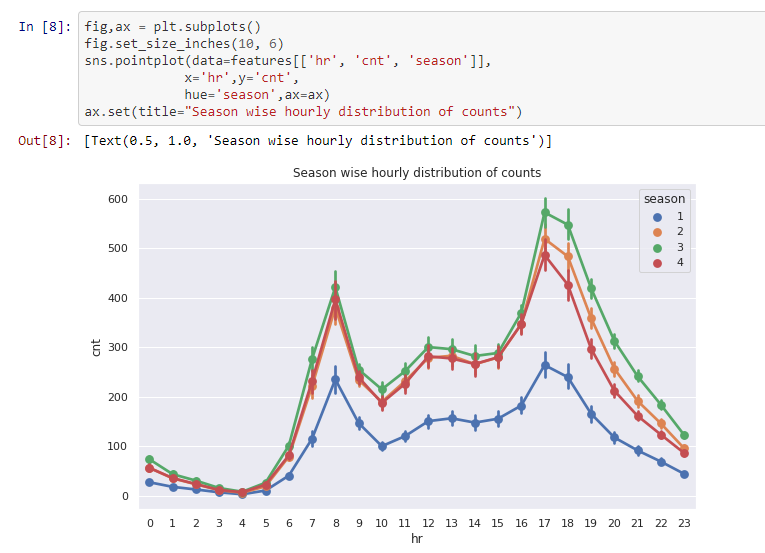 In [8]: fig,ax = plt.subplots()
fig.set_size_inches(10, 6)
sns.pointplot(data=features[['hr', 'cnt', 'season']],
x='hr',y='cnt',
hue='season',ax=ax)
ax.set(title="Season wise hourly distribution of counts")
Out[8]: [Text(0.5, 1.0, 'Season wise hourly distribution of counts')]
Season wise hourly distribution of counts
season
1
2
3
4
600
500
400
300
200
100
0
cnt
0 1 2 3 4 5 6 7 8 9 10 11 12 13 14 15 16 17 18 19 20 21 22 23
hr